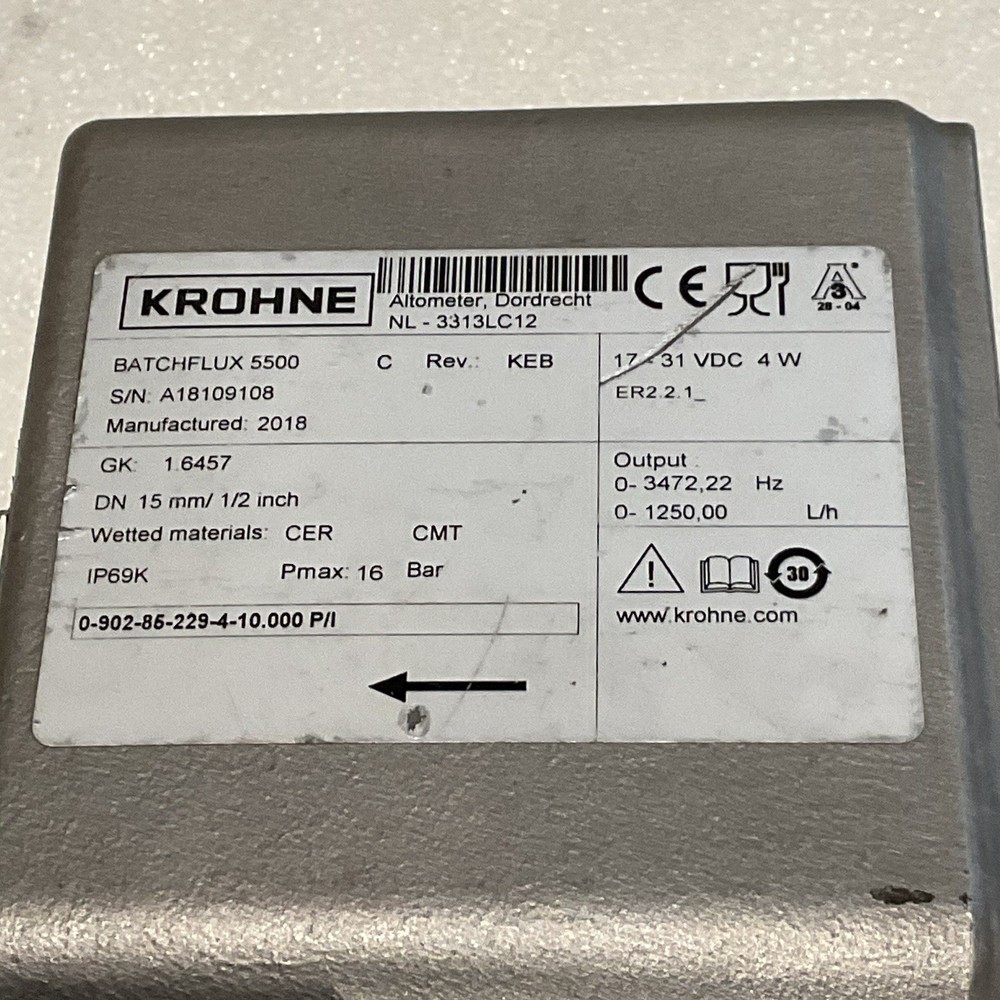 KROHNE
Altometer, Dordrecht
NL - 3313LC12
CE
A
3
28 - 04
BATCHFLUX 5500 C Rev.: KEB
S/N: A18109108
Manufactured: 2018
17 - 31 VDC 4 W
ER2.2.1_
GK: 1.6457
DN 15 mm/ 1/2 inch
Wetted materials: CER CMT
IP69K Pmax: 16 Bar
0-902-85-229-4-10.000 P/l
Output :
0- 3472,22 Hz
0- 1250,00 L/h
30
www.krohne.com